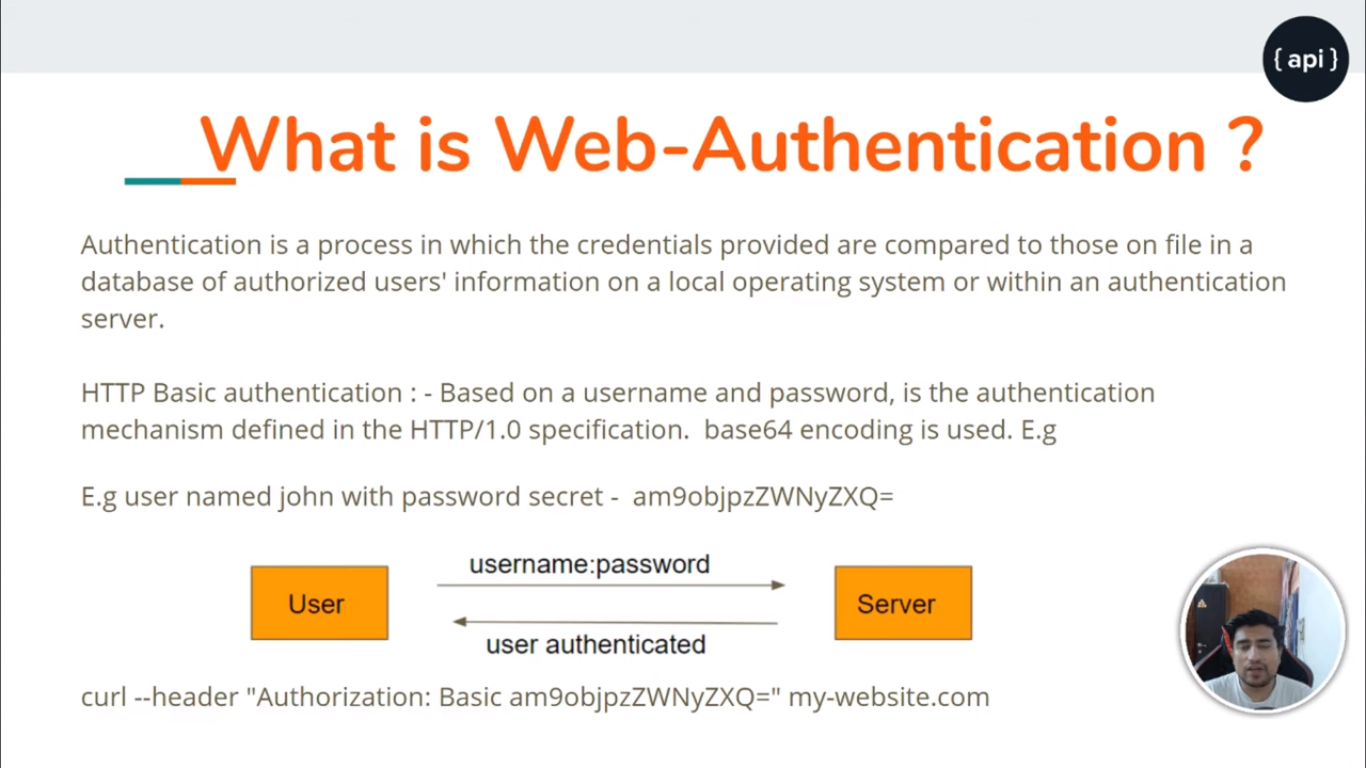 { api }
What is Web-Authentication ?
Authentication is a process in which the credentials provided are compared to those on file in a
database of authorized users' information on a local operating system or within an authentication
server.
HTTP Basic authentication : - Based on a username and password, is the authentication
mechanism defined in the HTTP/1.0 specification.  base64 encoding is used. E.g
E.g user named john with password secret -  am9objpzZWNyZXQ=
username:password
User
Server
user authenticated
curl --header "Authorization: Basic am9objpzZWNyZXQ=" my-website.com